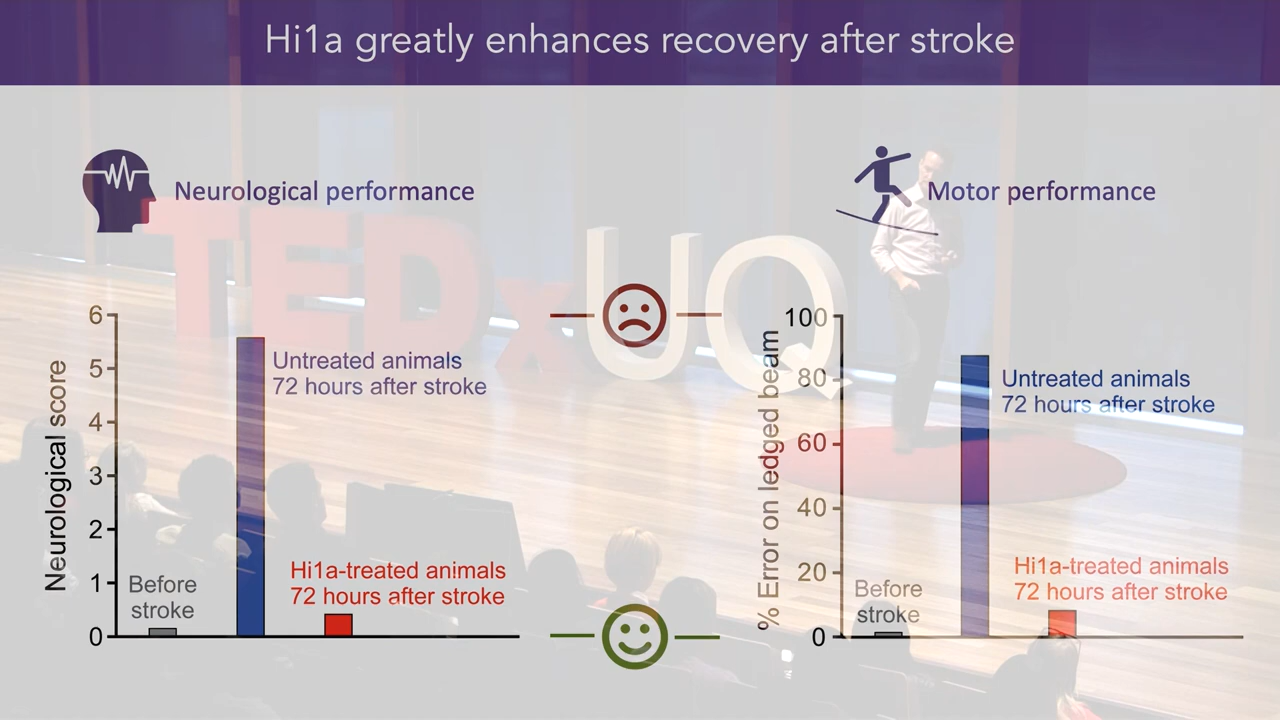 Hi1a greatly enhances recovery after stroke
Neurological performance
Motor performance
TEDxUQ
Neurological score
6
5
4
3
2
1
0
Before
stroke
Untreated animals
72 hours after stroke
Hi1a-treated animals
72 hours after stroke
% Error on ledged beam
100
80
60
40
20
0
Before
stroke
Untreated animals
72 hours after stroke
Hi1a-treated animals
72 hours after stroke